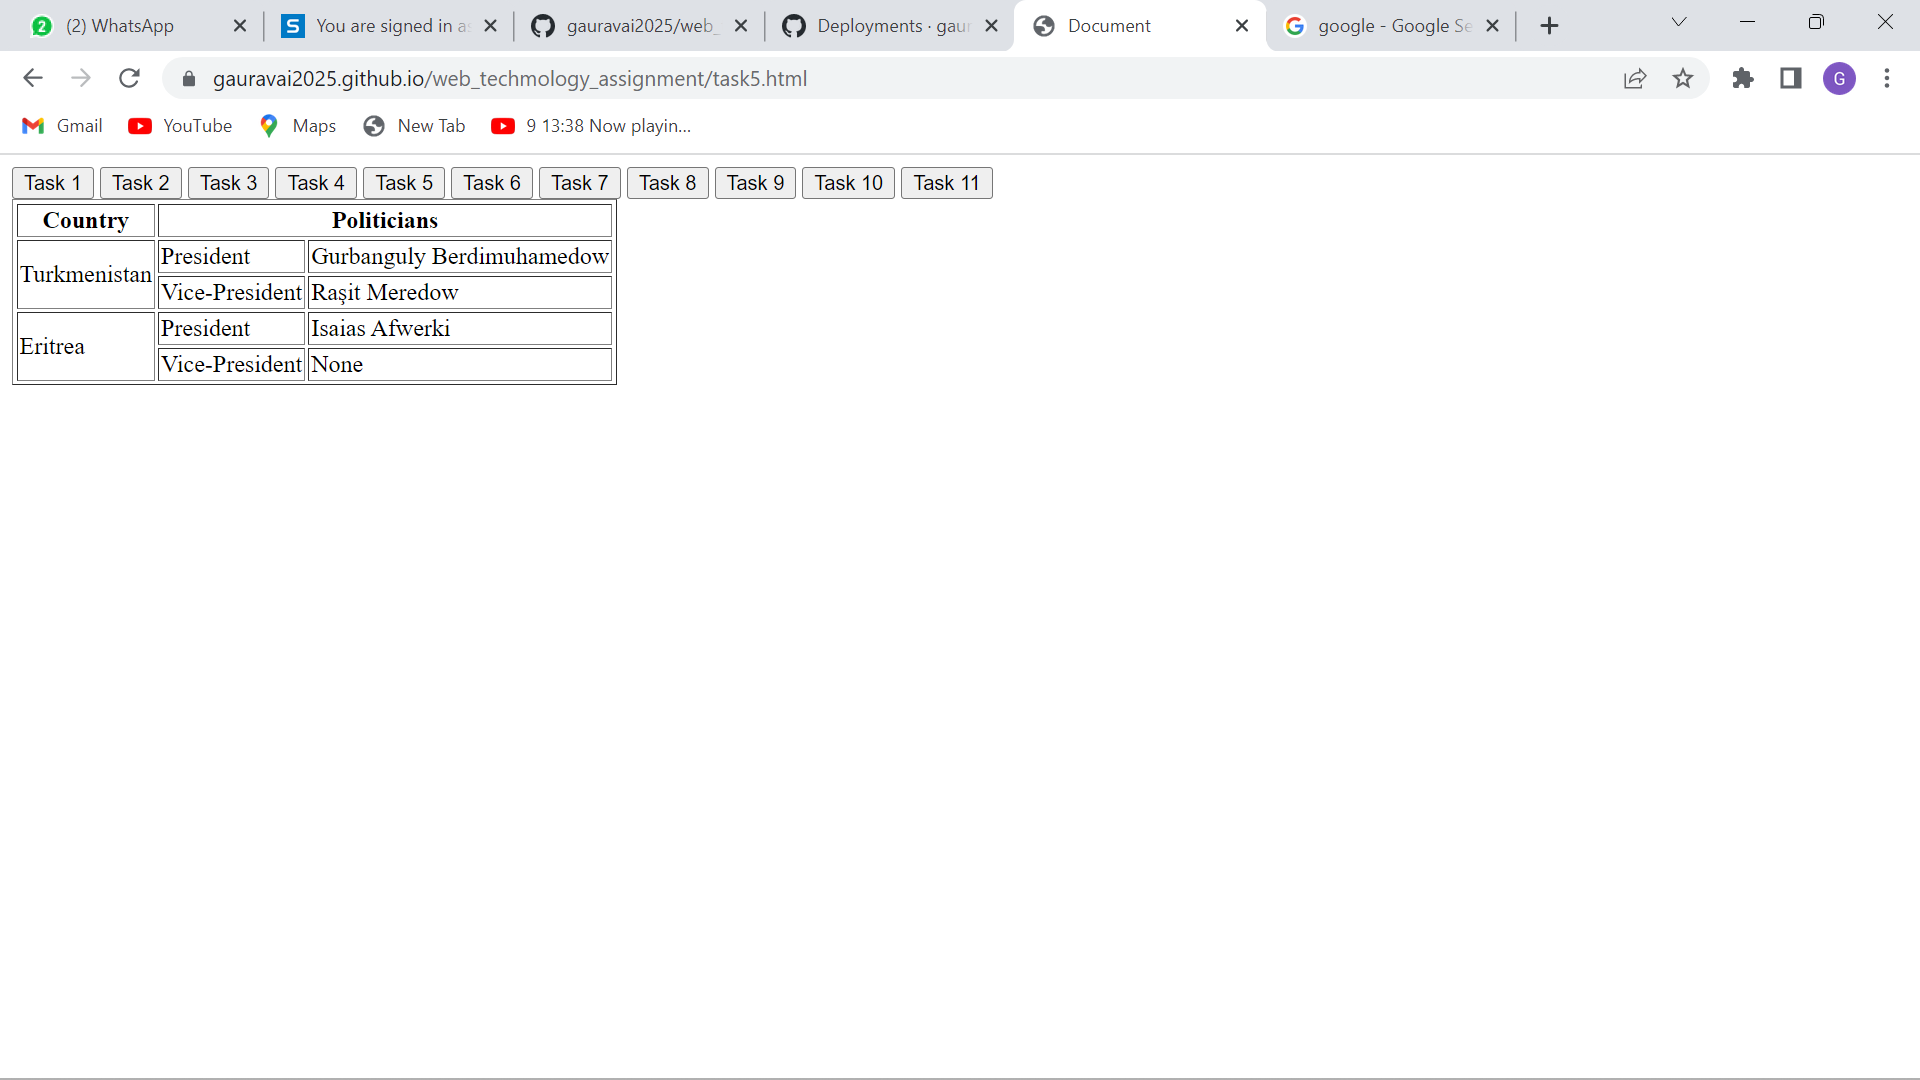 2 (2) WhatsApp S You are signed in as gauravai2025/web_ Deployments · gaur Document google - Google Se
gauravai2025.github.io/web_techmology_assignment/task5.html G
Gmail YouTube Maps New Tab 9 13:38 Now playin...
Task 1 Task 2 Task 3 Task 4 Task 5 Task 6 Task 7 Task 8 Task 9 Task 10 Task 11
Country Politicians
Turkmenistan President Gurbanguly Berdimuhamedow
Vice-President Raşit Meredow
Eritrea President Isaias Afwerki
Vice-President None